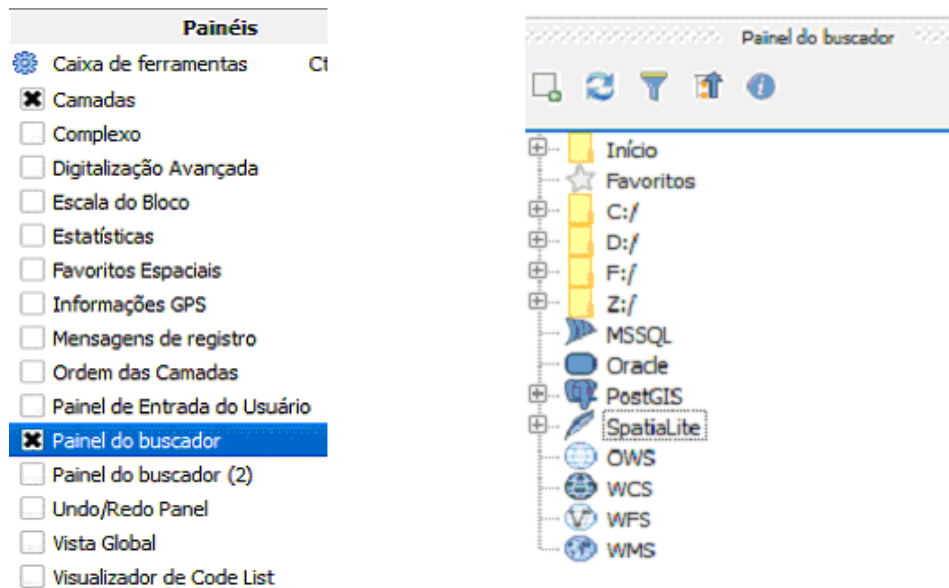 Painéis
Caixa de ferramentas Ct
Camadas
Complexo
Digitalização Avançada
Escala do Bloco
Estatísticas
Favoritos Espaciais
Informações GPS
Mensagens de registro
Ordem das Camadas
Painel de Entrada do Usuário
Painel do buscador
Painel do buscador (2)
Undo/Redo Panel
Vista Global
Visualizador de Code List
Painel do buscador
Início
Favoritos
C:/
D:/
F:/
Z:/
MSSQL
Oracle
PostGIS
SpatiaLite
OWS
WCS
WFS
WMS